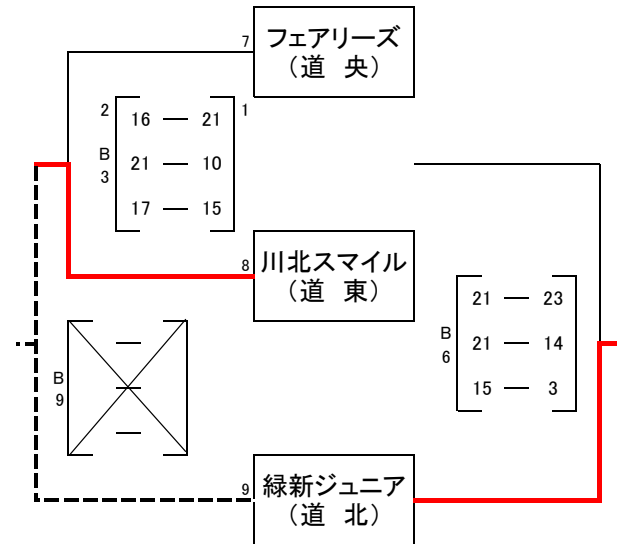 7
フェアリーズ
（道 央）
2 16 — 21 1
B 21 — 10
3
17 — 15
8
川北スマイル
（道 東）
21 — 23
B 21 — 14
6
15 — 3
—
B —
9
—
9
緑新ジュニア
（道 北）